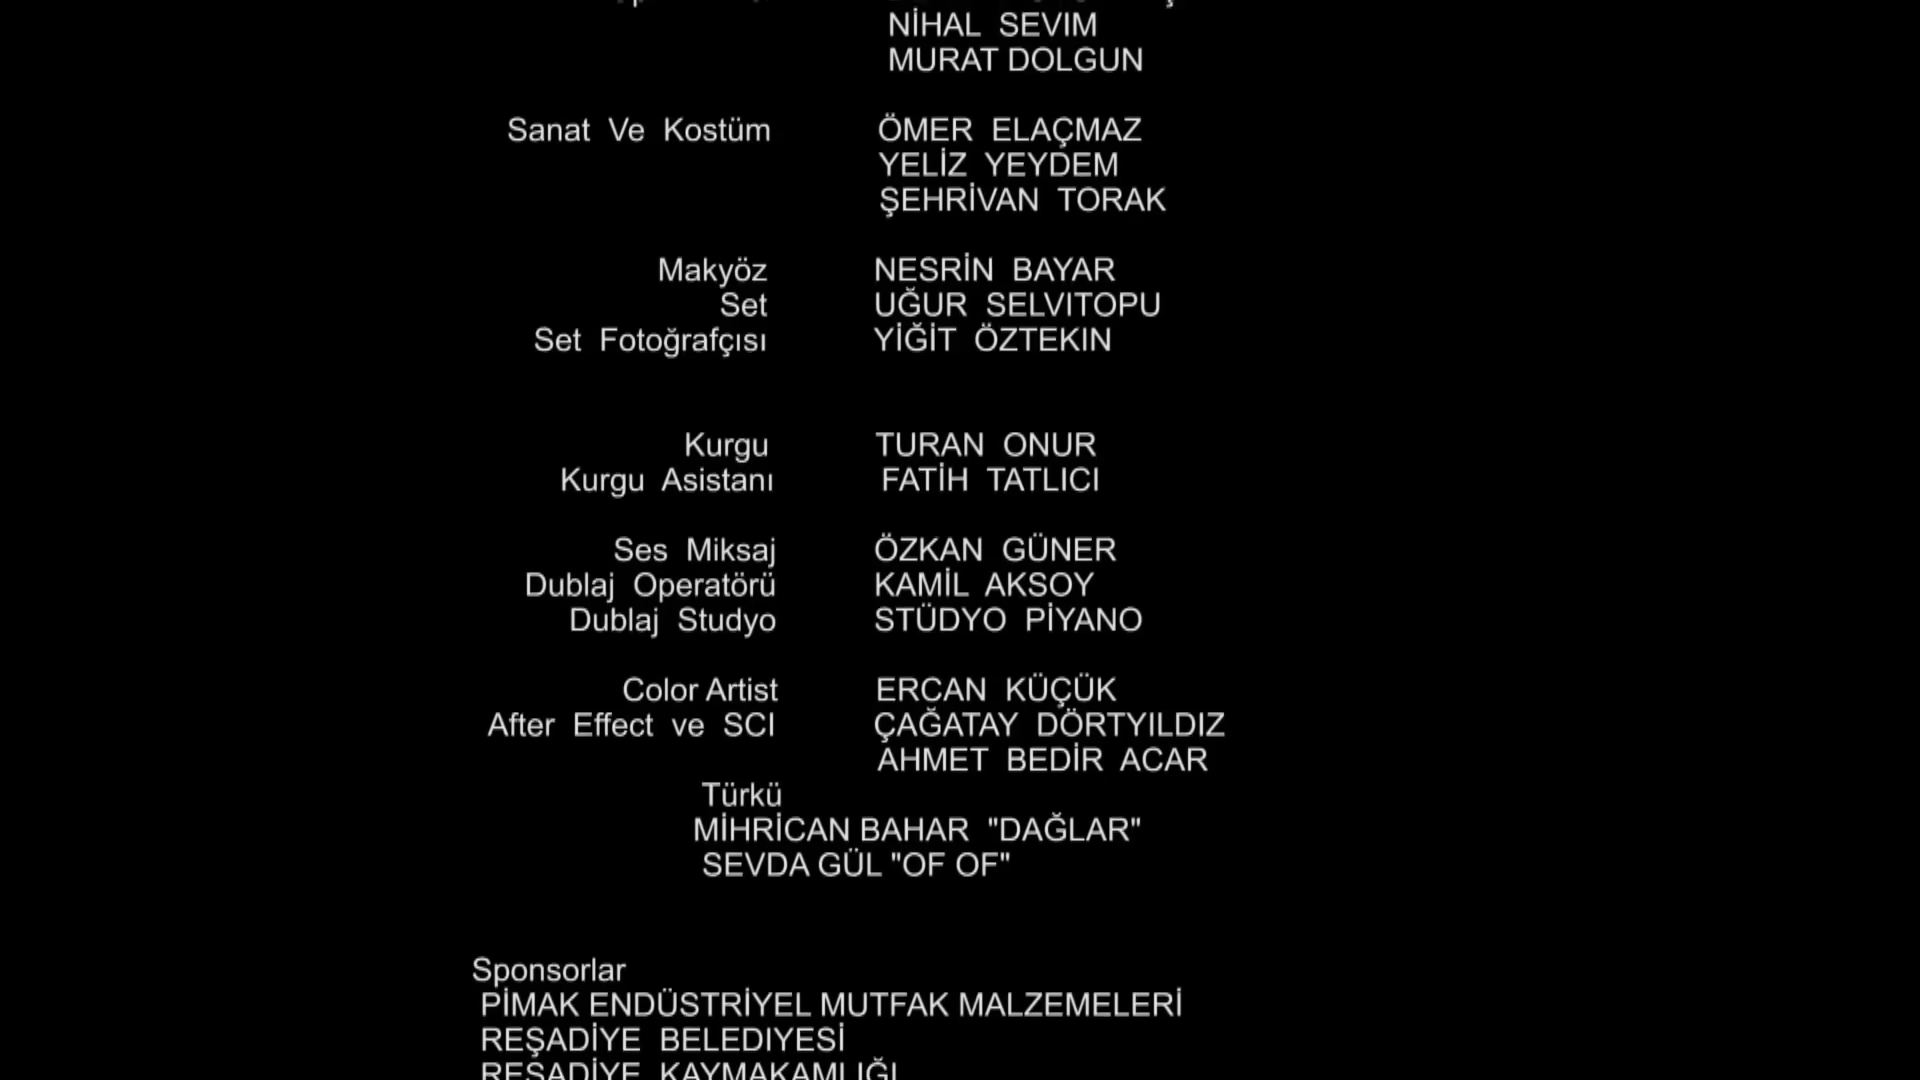 NİHAL SEVIM
MURAT DOLGUN
Sanat Ve Kostüm ÖMER ELAÇMAZ
YELİZ YEYDEM
ŞEHRİVAN TORAK
Makyöz NESRİN BAYAR
Set UĞUR SELVITOPU
Set Fotoğrafçısı YİĞİT ÖZTEKIN
Kurgu TURAN ONUR
Kurgu Asistanı FATİH TATLICI
Ses Miksaj ÖZKAN GÜNER
Dublaj Operatörü KAMİL AKSOY
Dublaj Studyo STÜDYO PİYANO
Color Artist ERCAN KÜÇÜK
After Effect ve SCI ÇAĞATAY DÖRTYILDIZ
AHMET BEDİR ACAR
Türkü
MİHRİCAN BAHAR "DAĞLAR"
SEVDA GÜL "OF OF"
Sponsorlar
PİMAK ENDÜSTRİYEL MUTFAK MALZEMELERİ
REŞADİYE BELEDIYESİ
REŞADİYE KAYMAKAMLIĞI